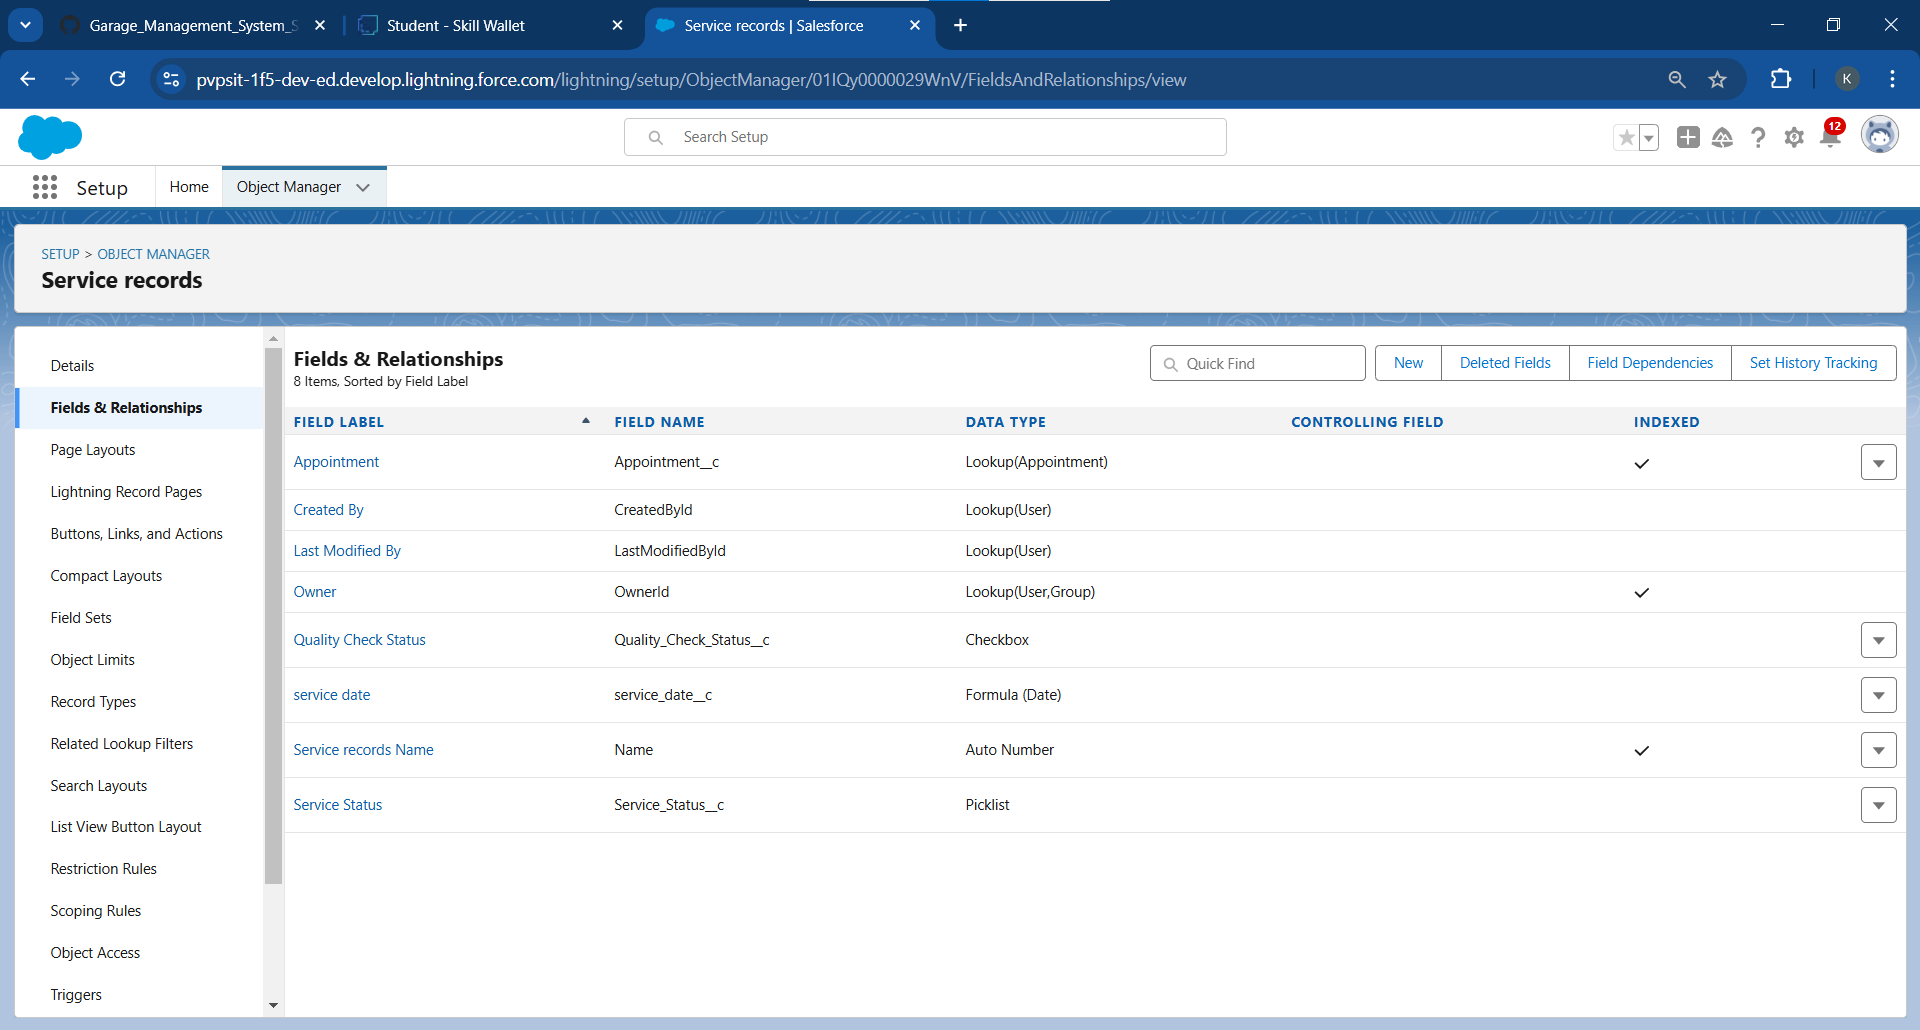 Garage_Management_System_S
Student - Skill Wallet
Service records | Salesforce
pvpsit-1f5-dev-ed.develop.lightning.force.com/lightning/setup/ObjectManager/01IQy0000029WnV/FieldsAndRelationships/view
K
Search Setup
12
Setup
Home
Object Manager
SETUP > OBJECT MANAGER
Service records
Details
Fields & Relationships
Page Layouts
Lightning Record Pages
Buttons, Links, and Actions
Compact Layouts
Field Sets
Object Limits
Record Types
Related Lookup Filters
Search Layouts
List View Button Layout
Restriction Rules
Scoping Rules
Object Access
Triggers
Fields & Relationships
8 Items, Sorted by Field Label
Quick Find
New
Deleted Fields
Field Dependencies
Set History Tracking
FIELD LABEL FIELD NAME DATA TYPE CONTROLLING FIELD INDEXED
Appointment Appointment__c Lookup(Appointment)
Created By CreatedById Lookup(User)
Last Modified By LastModifiedById Lookup(User)
Owner OwnerId Lookup(User,Group)
Quality Check Status Quality_Check_Status__c Checkbox
service date service_date__c Formula (Date)
Service records Name Name Auto Number
Service Status Service_Status__c Picklist